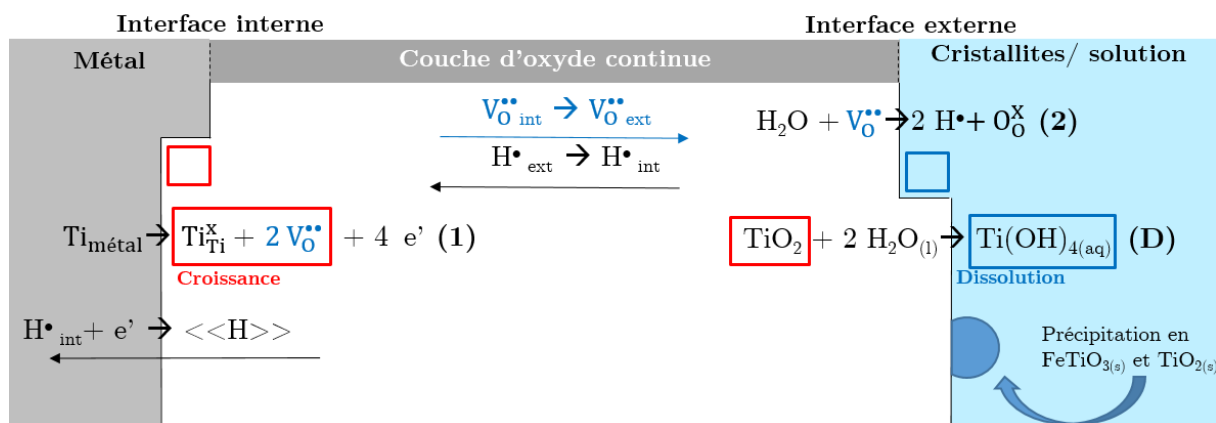 Interface interne
Interface externe
Métal
Couche d'oxyde continue
Cristallites/ solution
V_O^•• int → V_O^•• ext
H• ext → H• int
H₂O + V_O^•• → 2 H• + O_O^X (2)
Ti_métal → Ti_Ti^X + 2 V_O^•• + 4 e' (1)
Croissance
TiO₂ + 2 H₂O(l) → Ti(OH)₄(aq) (D)
Dissolution
H• int + e' → <<H>>
Précipitation en
FeTiO₃(s) et TiO₂(s)